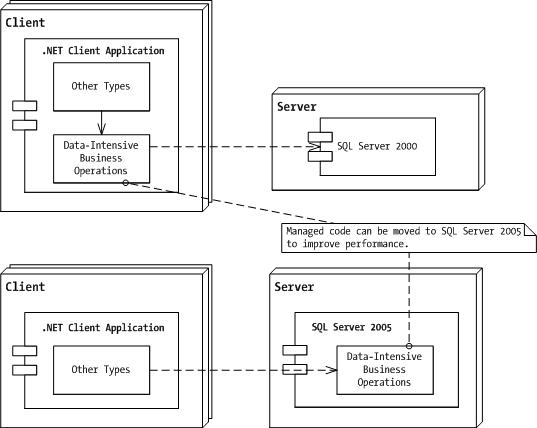 Client
.NET Client Application
Other Types
Data-Intensive
Business
Operations
Server
SQL Server 2000
Managed code can be moved to SQL Server 2005
to improve performance.
Client
.NET Client Application
Other Types
Server
SQL Server 2005
Data-Intensive
Business
Operations